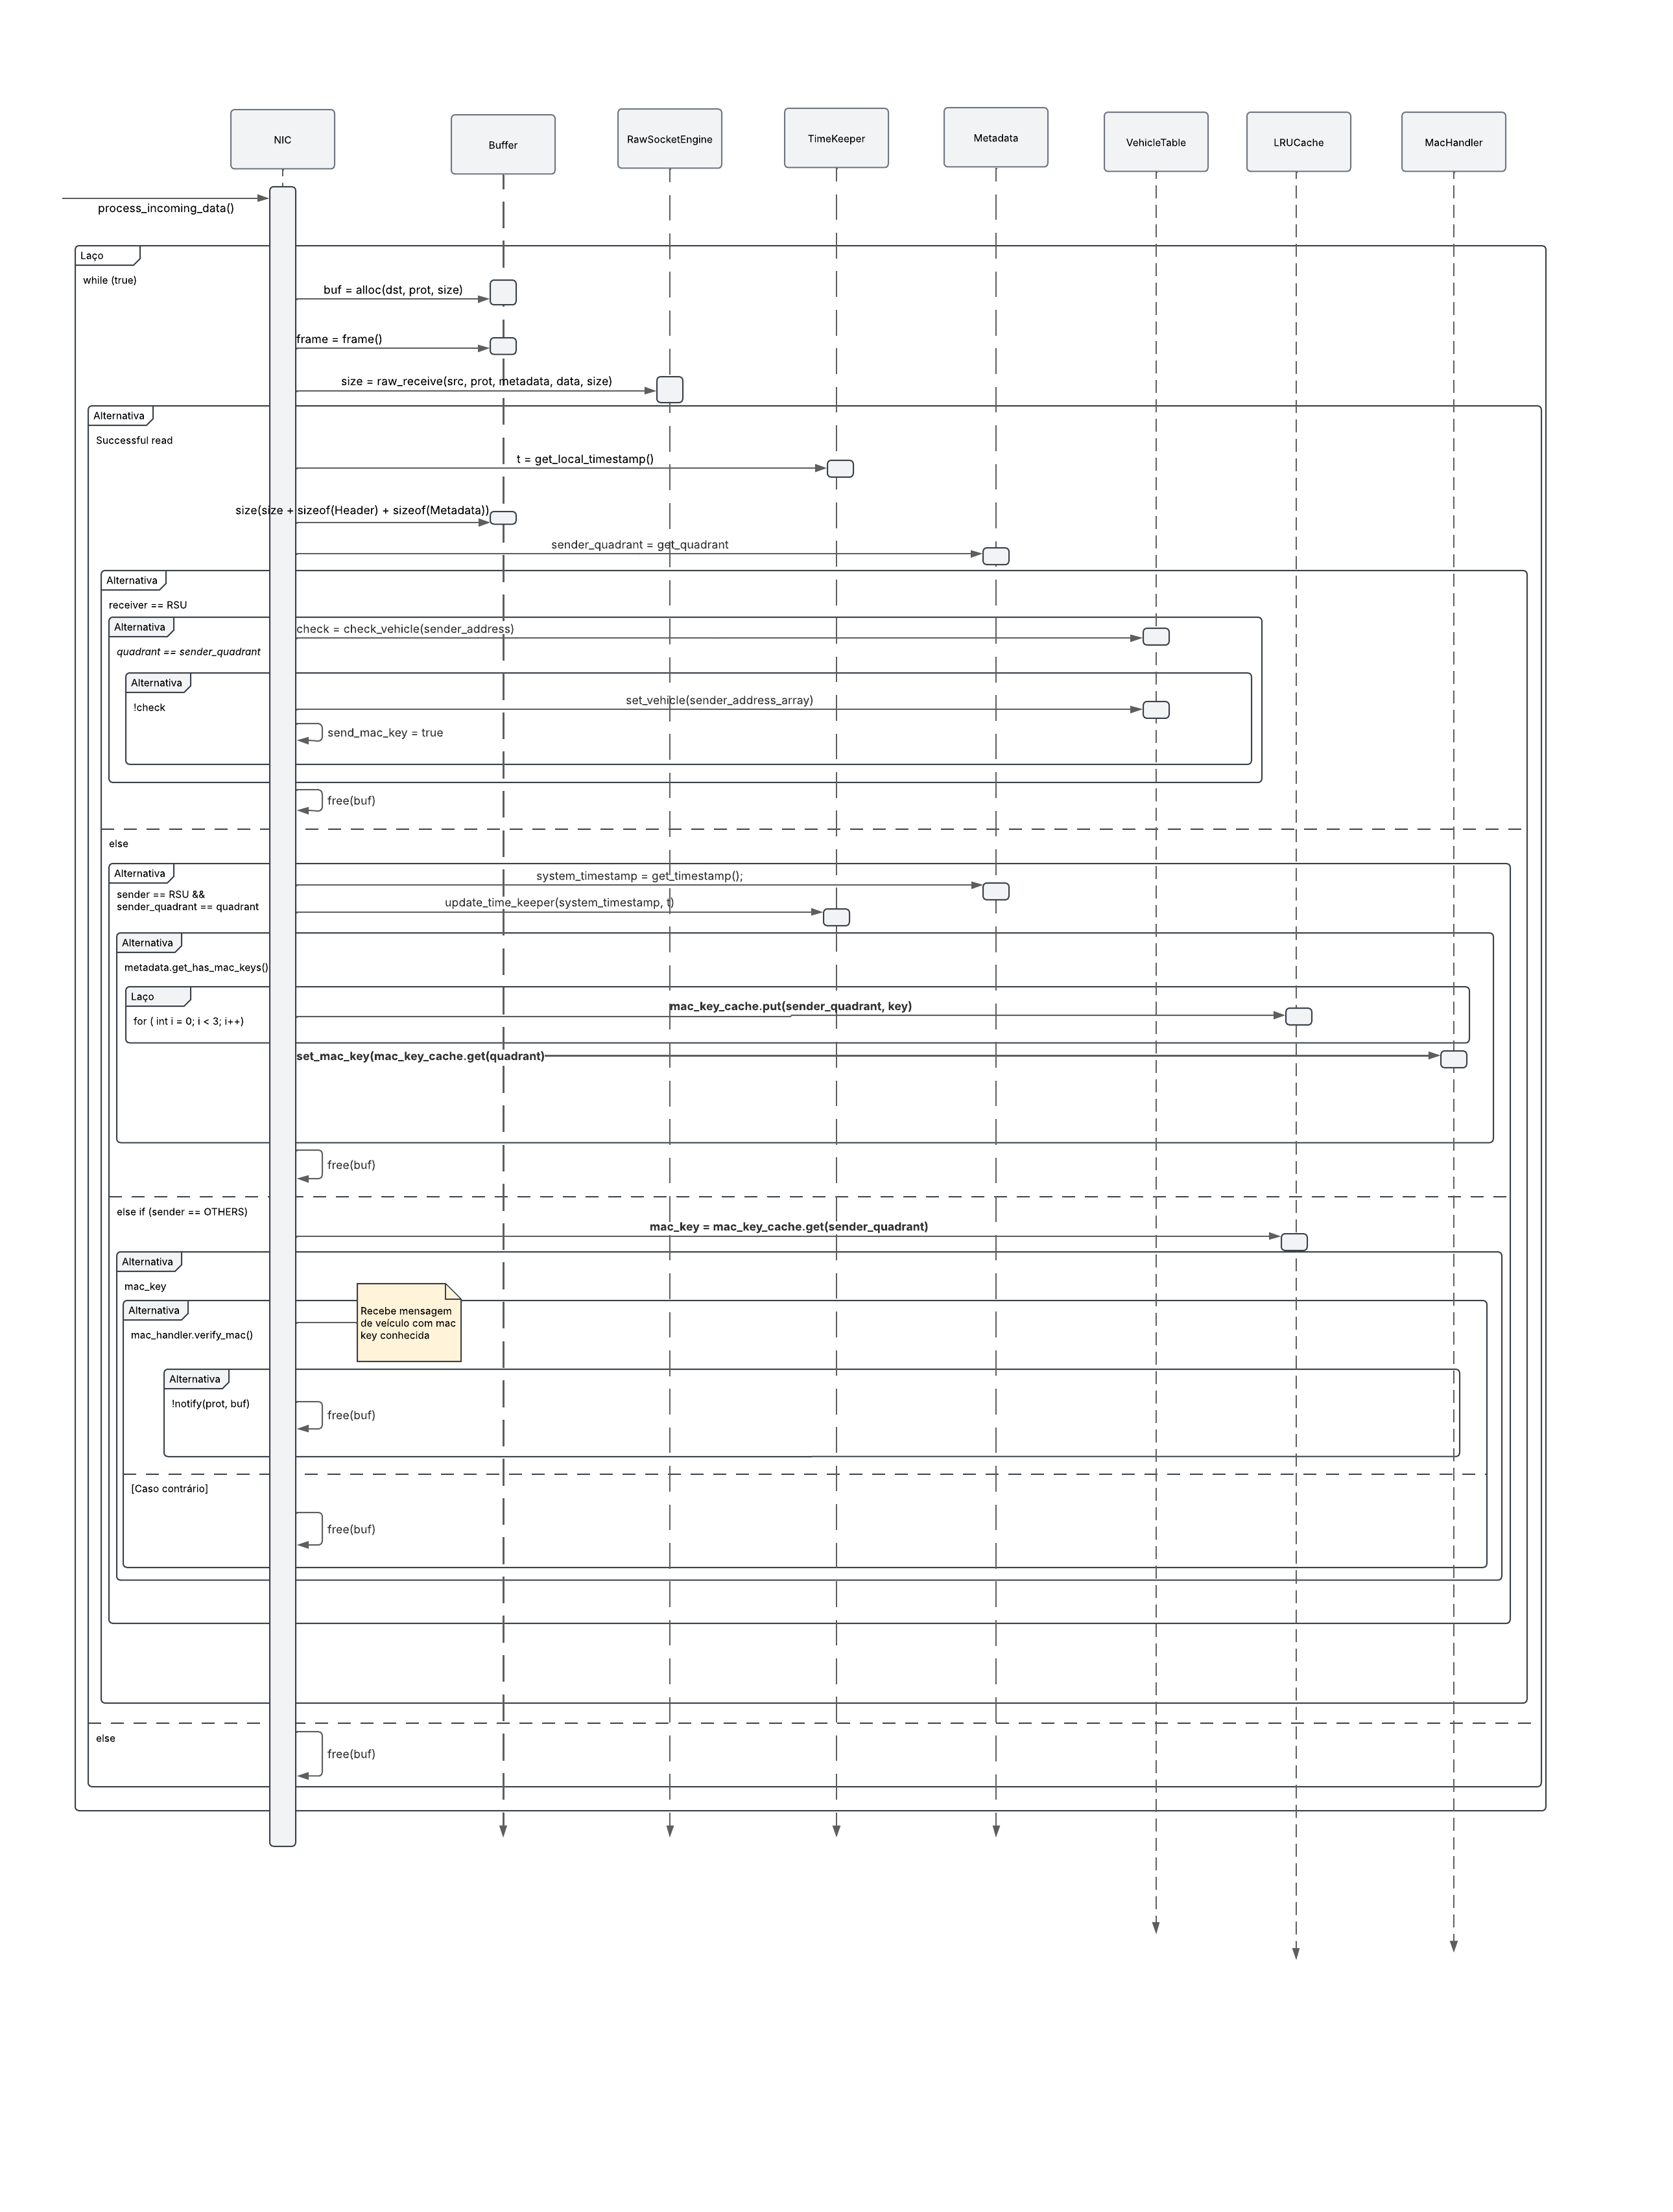 NIC
Buffer
RawSocketEngine
TimeKeeper
Metadata
VehicleTable
LRUCache
MacHandler
process_incoming_data()
Laço
while (true)
buf = alloc(dst, prot, size)
frame = frame()
size = raw_receive(src, prot, metadata, data, size)
Alternativa
Successful read
t = get_local_timestamp()
size(size + sizeof(Header) + sizeof(Metadata))
sender_quadrant = get_quadrant
Alternativa
receiver == RSU
Alternativa
check = check_vehicle(sender_address)
quadrant == sender_quadrant
Alternativa
!check
set_vehicle(sender_address_array)
send_mac_key = true
free(buf)
else
Alternativa
system_timestamp = get_timestamp();
sender == RSU &&
sender_quadrant == quadrant
update_time_keeper(system_timestamp, t)
Alternativa
metadata.get_has_mac_keys()
Laço
for ( int i = 0; i < 3; i++)
mac_key_cache.put(sender_quadrant, key)
set_mac_key(mac_key_cache.get(quadrant)
free(buf)
else if (sender == OTHERS)
mac_key = mac_key_cache.get(sender_quadrant)
Alternativa
mac_key
Alternativa
mac_handler.verify_mac()
Recebe mensagem
de veículo com mac
key conhecida
Alternativa
!notify(prot, buf)
free(buf)
[Caso contrário]
free(buf)
else
free(buf)